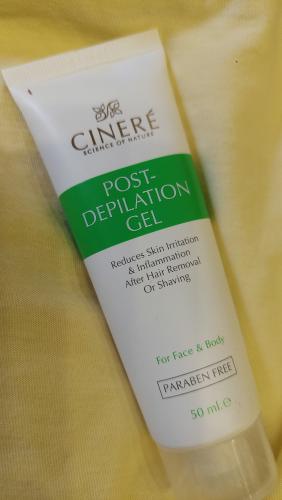 CINERÉ
SCIENCE OF NATURE
POST-
DEPILATION
GEL
Reduces Skin Irritation
& Inflammation
After Hair Removal
Or Shaving
For Face & Body
PARABEN FREE
50 ml ℮